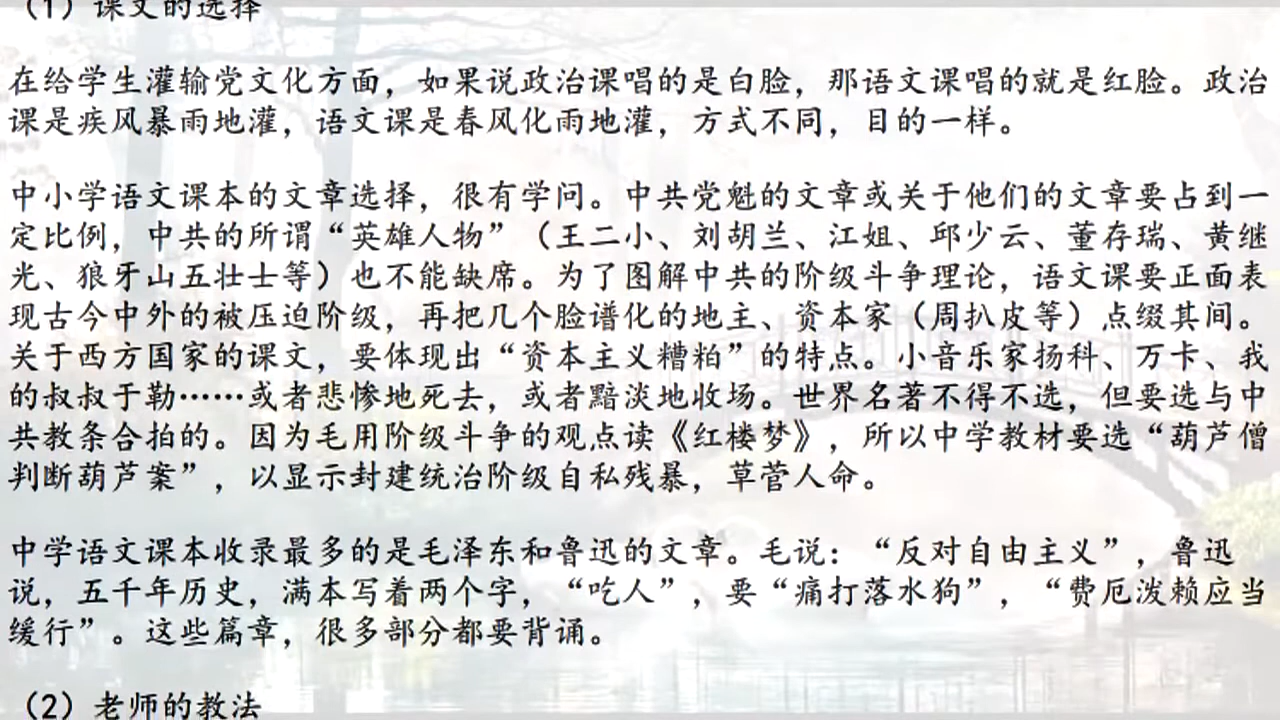 （1）课文的选择
在给学生灌输党文化方面，如果说政治课唱的是白脸，那语文课唱的就是红脸。政治
课是疾风暴雨地灌，语文课是春风化雨地灌，方式不同，目的一样。
中小学语文课本的文章选择，很有学问。中共党魁的文章或关于他们的文章要占到一
定比例，中共的所谓“英雄人物”（王二小、刘胡兰、江姐、邱少云、董存瑞、黄继
光、狼牙山五壮士等）也不能缺席。为了图解中共的阶级斗争理论，语文课要正面表
现古今中外的被压迫阶级，再把几个脸谱化的地主、资本家（周扒皮等）点缀其间。
关于西方国家的课文，要体现出“资本主义糟粕”的特点。小音乐家扬科、万卡、我
的叔叔于勒……或者悲惨地死去，或者黯淡地收场。世界名著不得不选，但要选与中
共教条合拍的。因为毛用阶级斗争的观点读《红楼梦》，所以中学教材要选“葫芦僧
判断葫芦案”，以显示封建统治阶级自私残暴，草菅人命。
中学语文课本收录最多的是毛泽东和鲁迅的文章。毛说：“反对自由主义”，鲁迅
说，五千年历史，满本写着两个字，“吃人”，要“痛打落水狗”，“费厄泼赖应当
缓行”。这些篇章，很多部分都要背诵。
（2）老师的教法